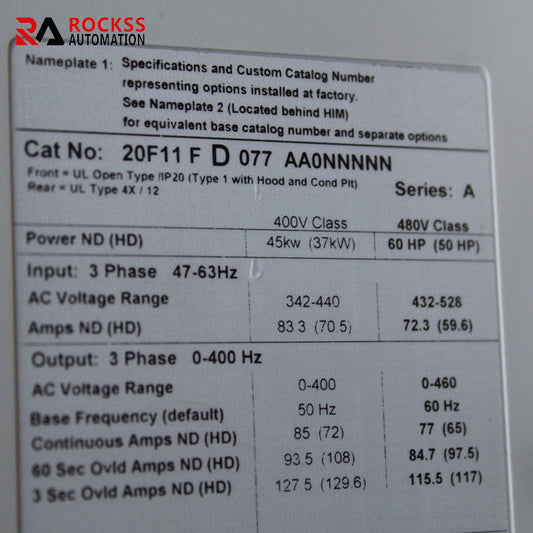 RA ROCKSS
AUTOMATION
Nameplate 1: Specifications and Custom Catalog Number
representing options installed at factory.
See Nameplate 2 (Located behind HIM)
for equivalent base catalog number and separate options
Cat No: 20F11 F D 077 AA0NNNNN
Front = UL Open Type /IP20 (Type 1 with Hood and Cond Plt)
Rear = UL Type 4X / 12
Series: A
400V Class 480V Class
Power ND (HD) 45kw (37kW) 60 HP (50 HP)
Input: 3 Phase 47-63Hz
AC Voltage Range 342-440 432-528
Amps ND (HD) 83.3 (70.5) 72.3 (59.6)
Output: 3 Phase 0-400 Hz
AC Voltage Range 0-400 0-460
Base Frequency (default) 50 Hz 60 Hz
Continuous Amps ND (HD) 85 (72) 77 (65)
60 Sec Ovld Amps ND (HD) 93.5 (108) 84.7 (97.5)
3 Sec Ovld Amps ND (HD) 127.5 (129.6) 115.5 (117)